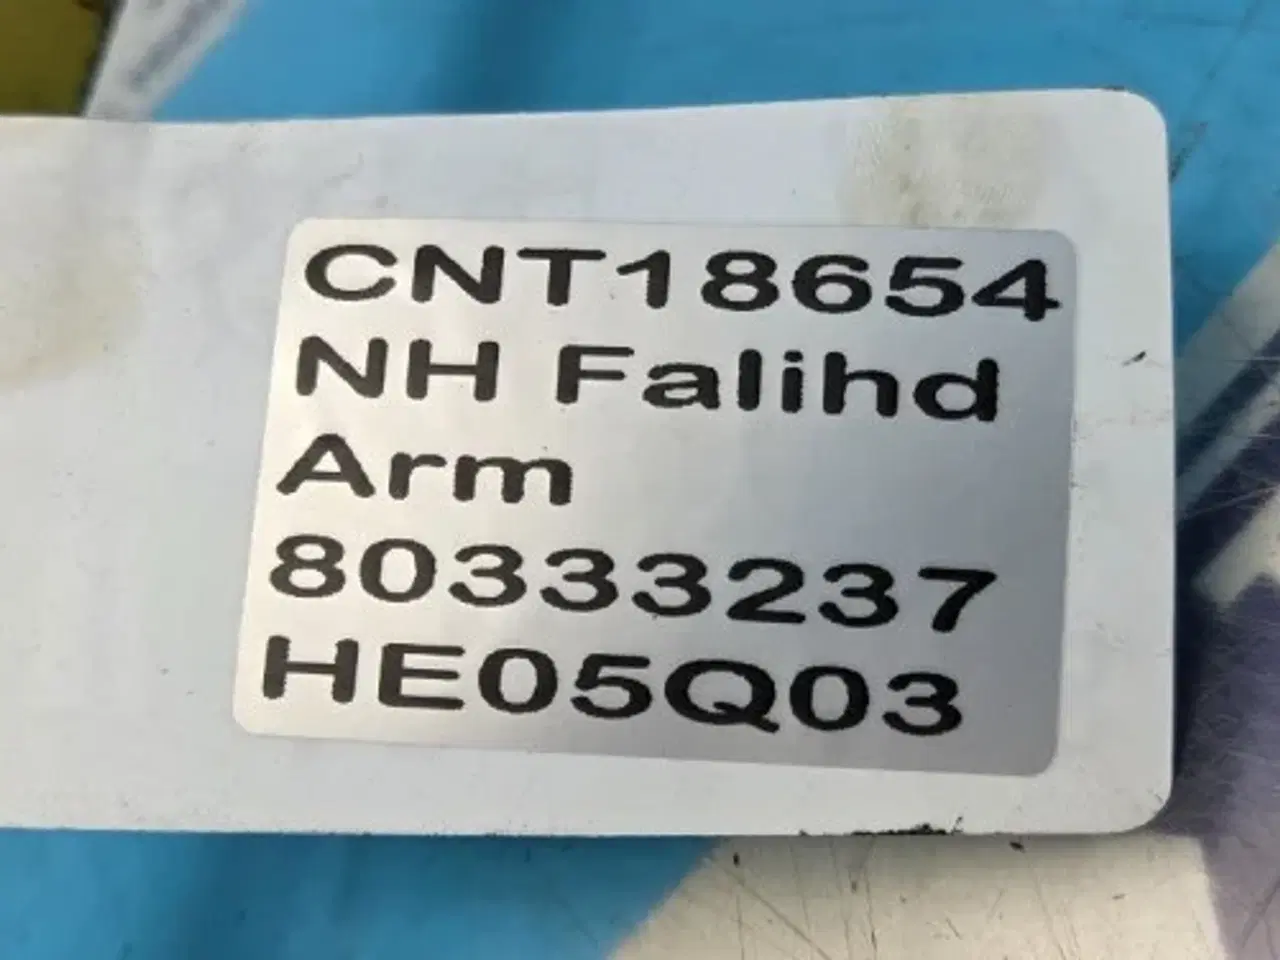 CNT18654
NH Falihd
Arm
80333237
HE05Q03